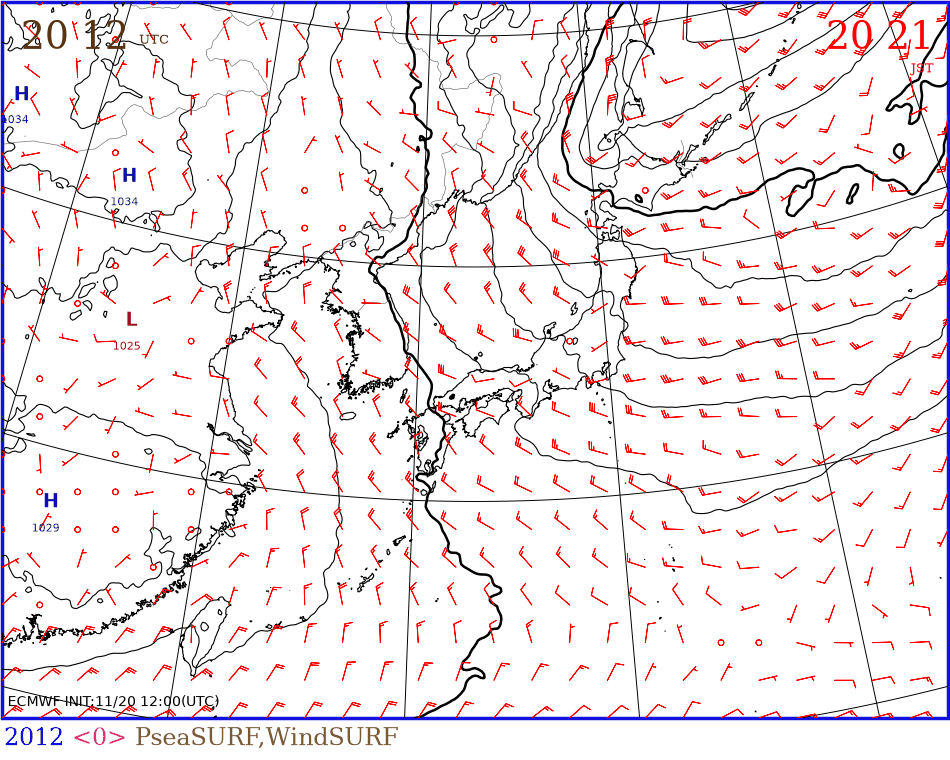 20 12 UTC 20 21
JST
H
1034
H
1034
L
1025
H
1029
ECMWF INIT:11/20 12:00(UTC)
2012 <0> PseaSURF,WindSURF